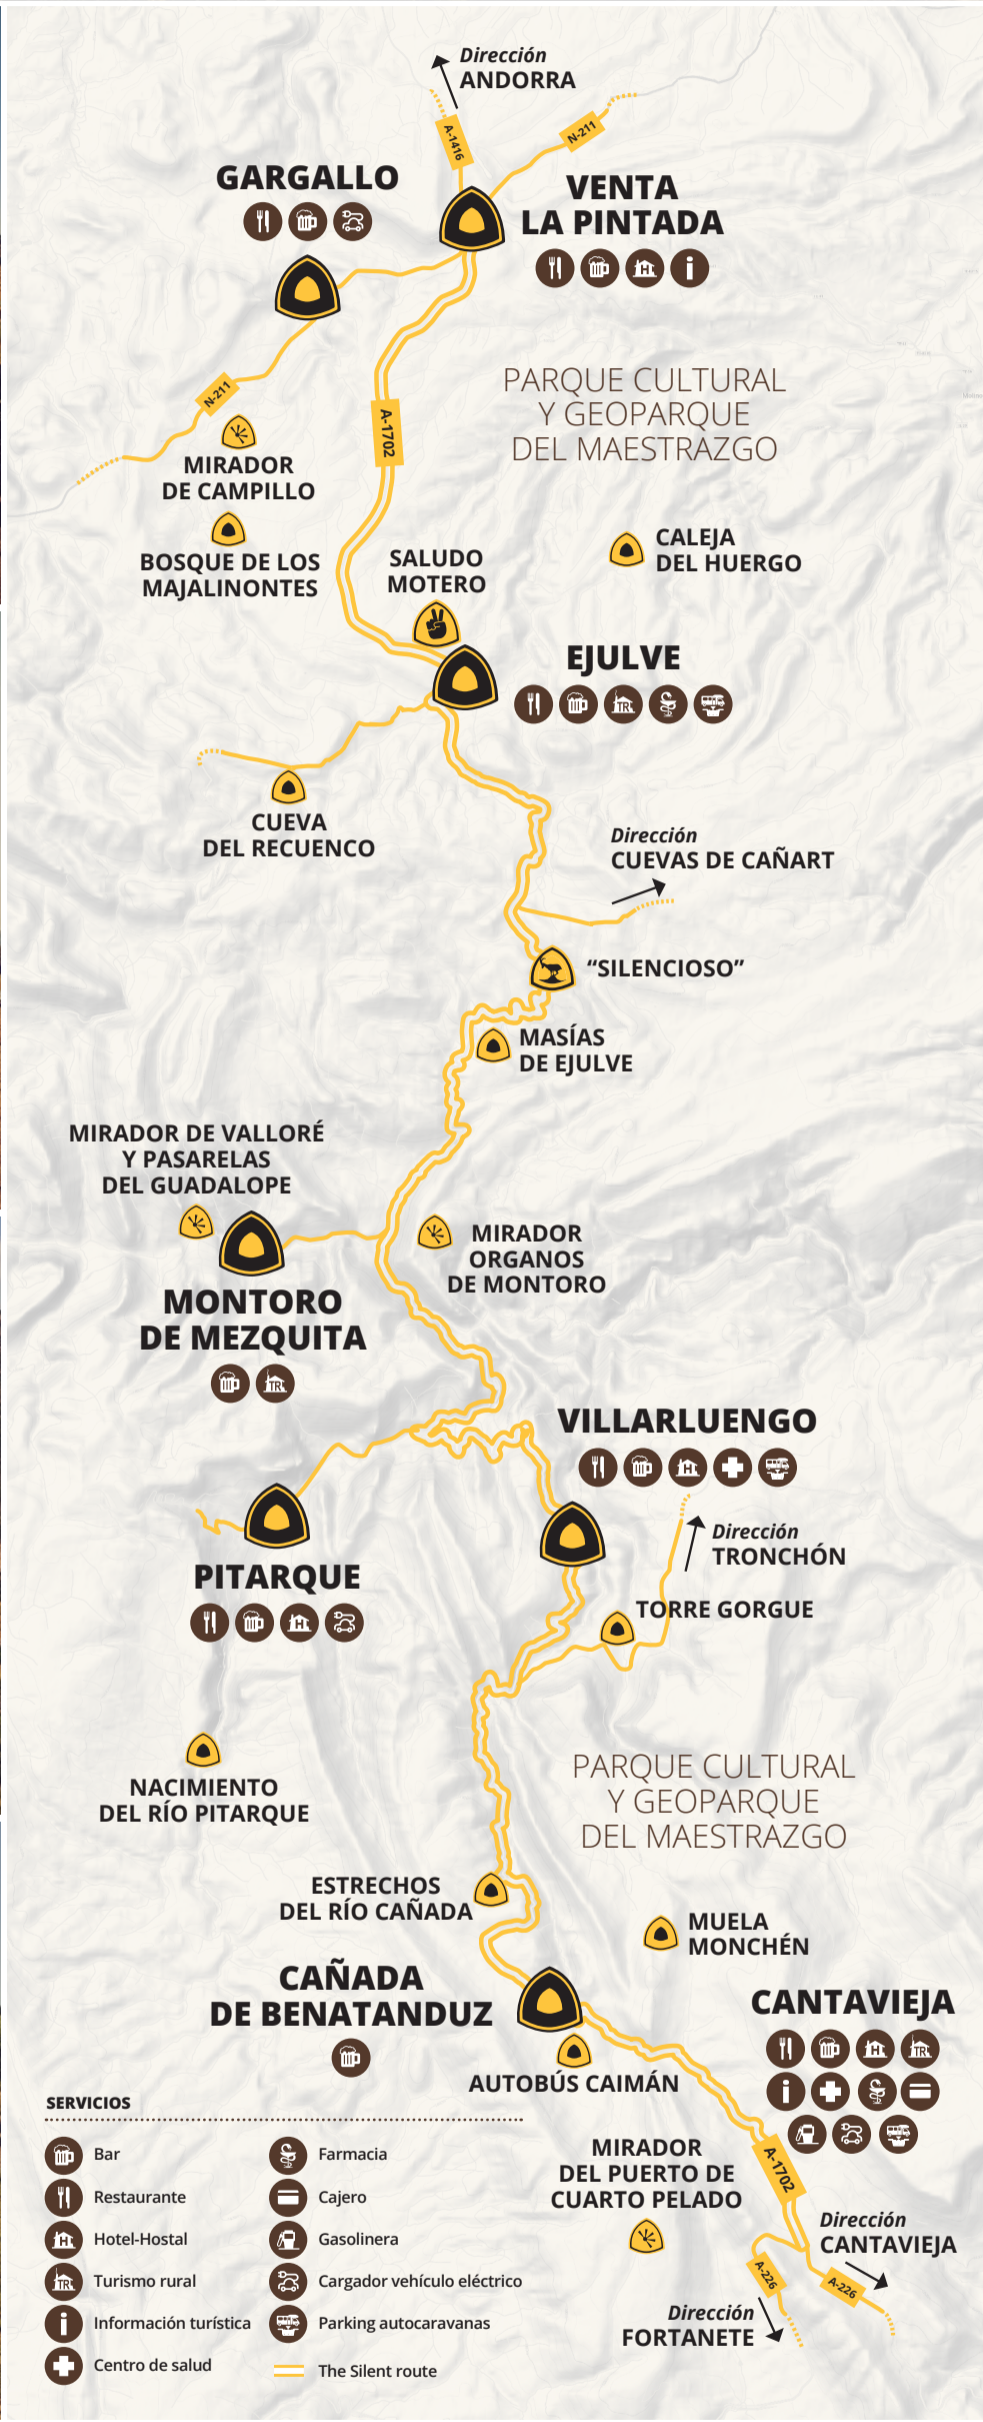 Dirección
ANDORRA
A-1416
N-211
GARGALLO
VENTA
LA PINTADA
H
i
N-211
A-1702
PARQUE CULTURAL
Y GEOPARQUE
DEL MAESTRAZGO
MIRADOR
DE CAMPILLO
BOSQUE DE LOS
MAJALINONTES
SALUDO
MOTERO
CALEJA
DEL HUERGO
EJULVE
TR
CUEVA
DEL RECUENCO
Dirección
CUEVAS DE CAÑART
“SILENCIOSO”
MASÍAS
DE EJULVE
MIRADOR DE VALLORÉ
Y PASARELAS
DEL GUADALOPE
MIRADOR
ORGANOS
DE MONTORO
MONTORO
DE MEZQUITA
TR
VILLARLUENGO
H
Dirección
TRONCHÓN
PITARQUE
H
TORRE GORGUE
NACIMIENTO
DEL RÍO PITARQUE
PARQUE CULTURAL
Y GEOPARQUE
DEL MAESTRAZGO
ESTRECHOS
DEL RÍO CAÑADA
MUELA
MONCHÉN
CAÑADA
DE BENATANDUZ
CANTAVIEJA
H
TR
i
AUTOBÚS CAIMÁN
A-1702
MIRADOR
DEL PUERTO DE
CUARTO PELADO
Dirección
CANTAVIEJA
A-226
A-226
Dirección
FORTANETE
SERVICIOS
Bar
Restaurante
H Hotel-Hostal
TR Turismo rural
i Información turística
Centro de salud
Farmacia
Cajero
Gasolinera
Cargador vehículo eléctrico
Parking autocaravanas
The Silent route